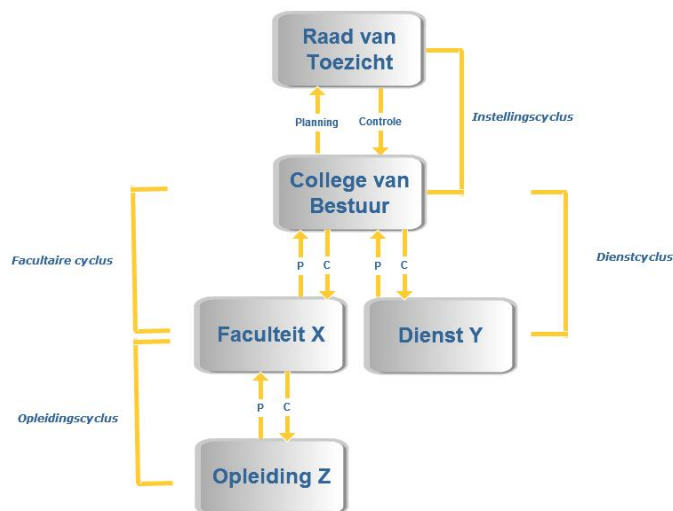 Raad van
Toezicht
Planning
Controle
Instellingscyclus
College van
Bestuur
P
C
P
C
Facultaire cyclus
Dienstcyclus
Faculteit X
Dienst Y
P
C
Opleidingscyclus
Opleiding Z